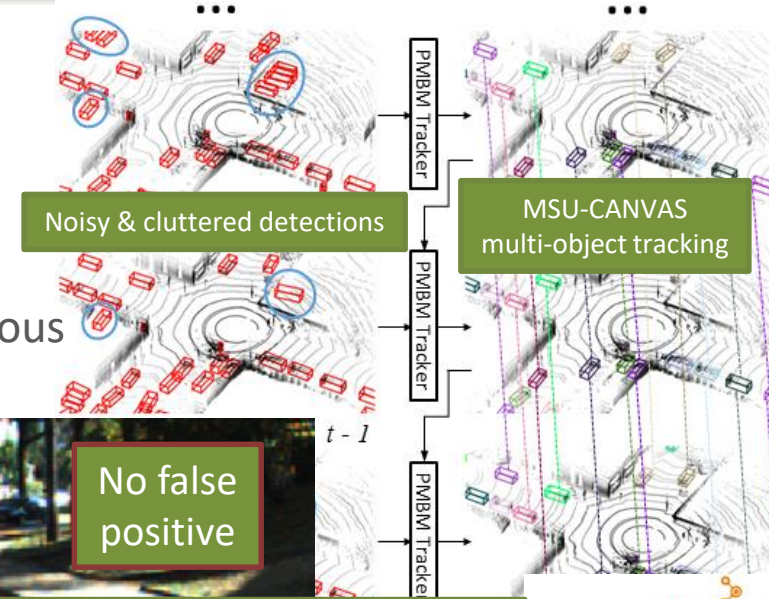 ...
...
PMBM Tracker
Noisy & cluttered detections
MSU-CANVAS
multi-object tracking
PMBM Tracker
ous
t - 1
No false
positive
PMBM Tracker